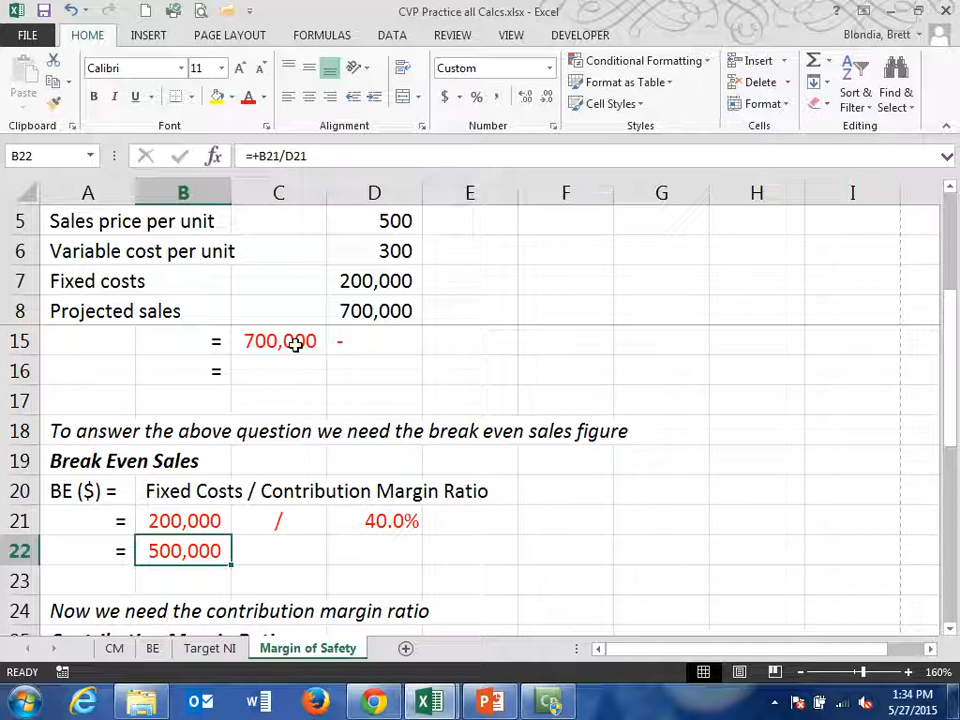 CVP Practice all Calcs.xlsx - Excel
FILE HOME INSERT PAGE LAYOUT FORMULAS DATA REVIEW VIEW DEVELOPER Blondia, Brett
Paste Calibri 11 Custom Conditional Formatting Insert
B I U Format as Table Delete
$ % Cell Styles Format Sort & Filter Find & Select
Clipboard Font Alignment Number Styles Cells Editing
B22 fx =+B21/D21
A B C D E F G H I
5 Sales price per unit 500
6 Variable cost per unit 300
7 Fixed costs 200,000
8 Projected sales 700,000
15 = 700,000 -
16 =
17
18 To answer the above question we need the break even sales figure
19 Break Even Sales
20 BE ($) = Fixed Costs / Contribution Margin Ratio
21 = 200,000 / 40.0%
22 = 500,000
23
24 Now we need the contribution margin ratio
CM BE Target NI Margin of Safety
READY 160%
1:34 PM
5/27/2015